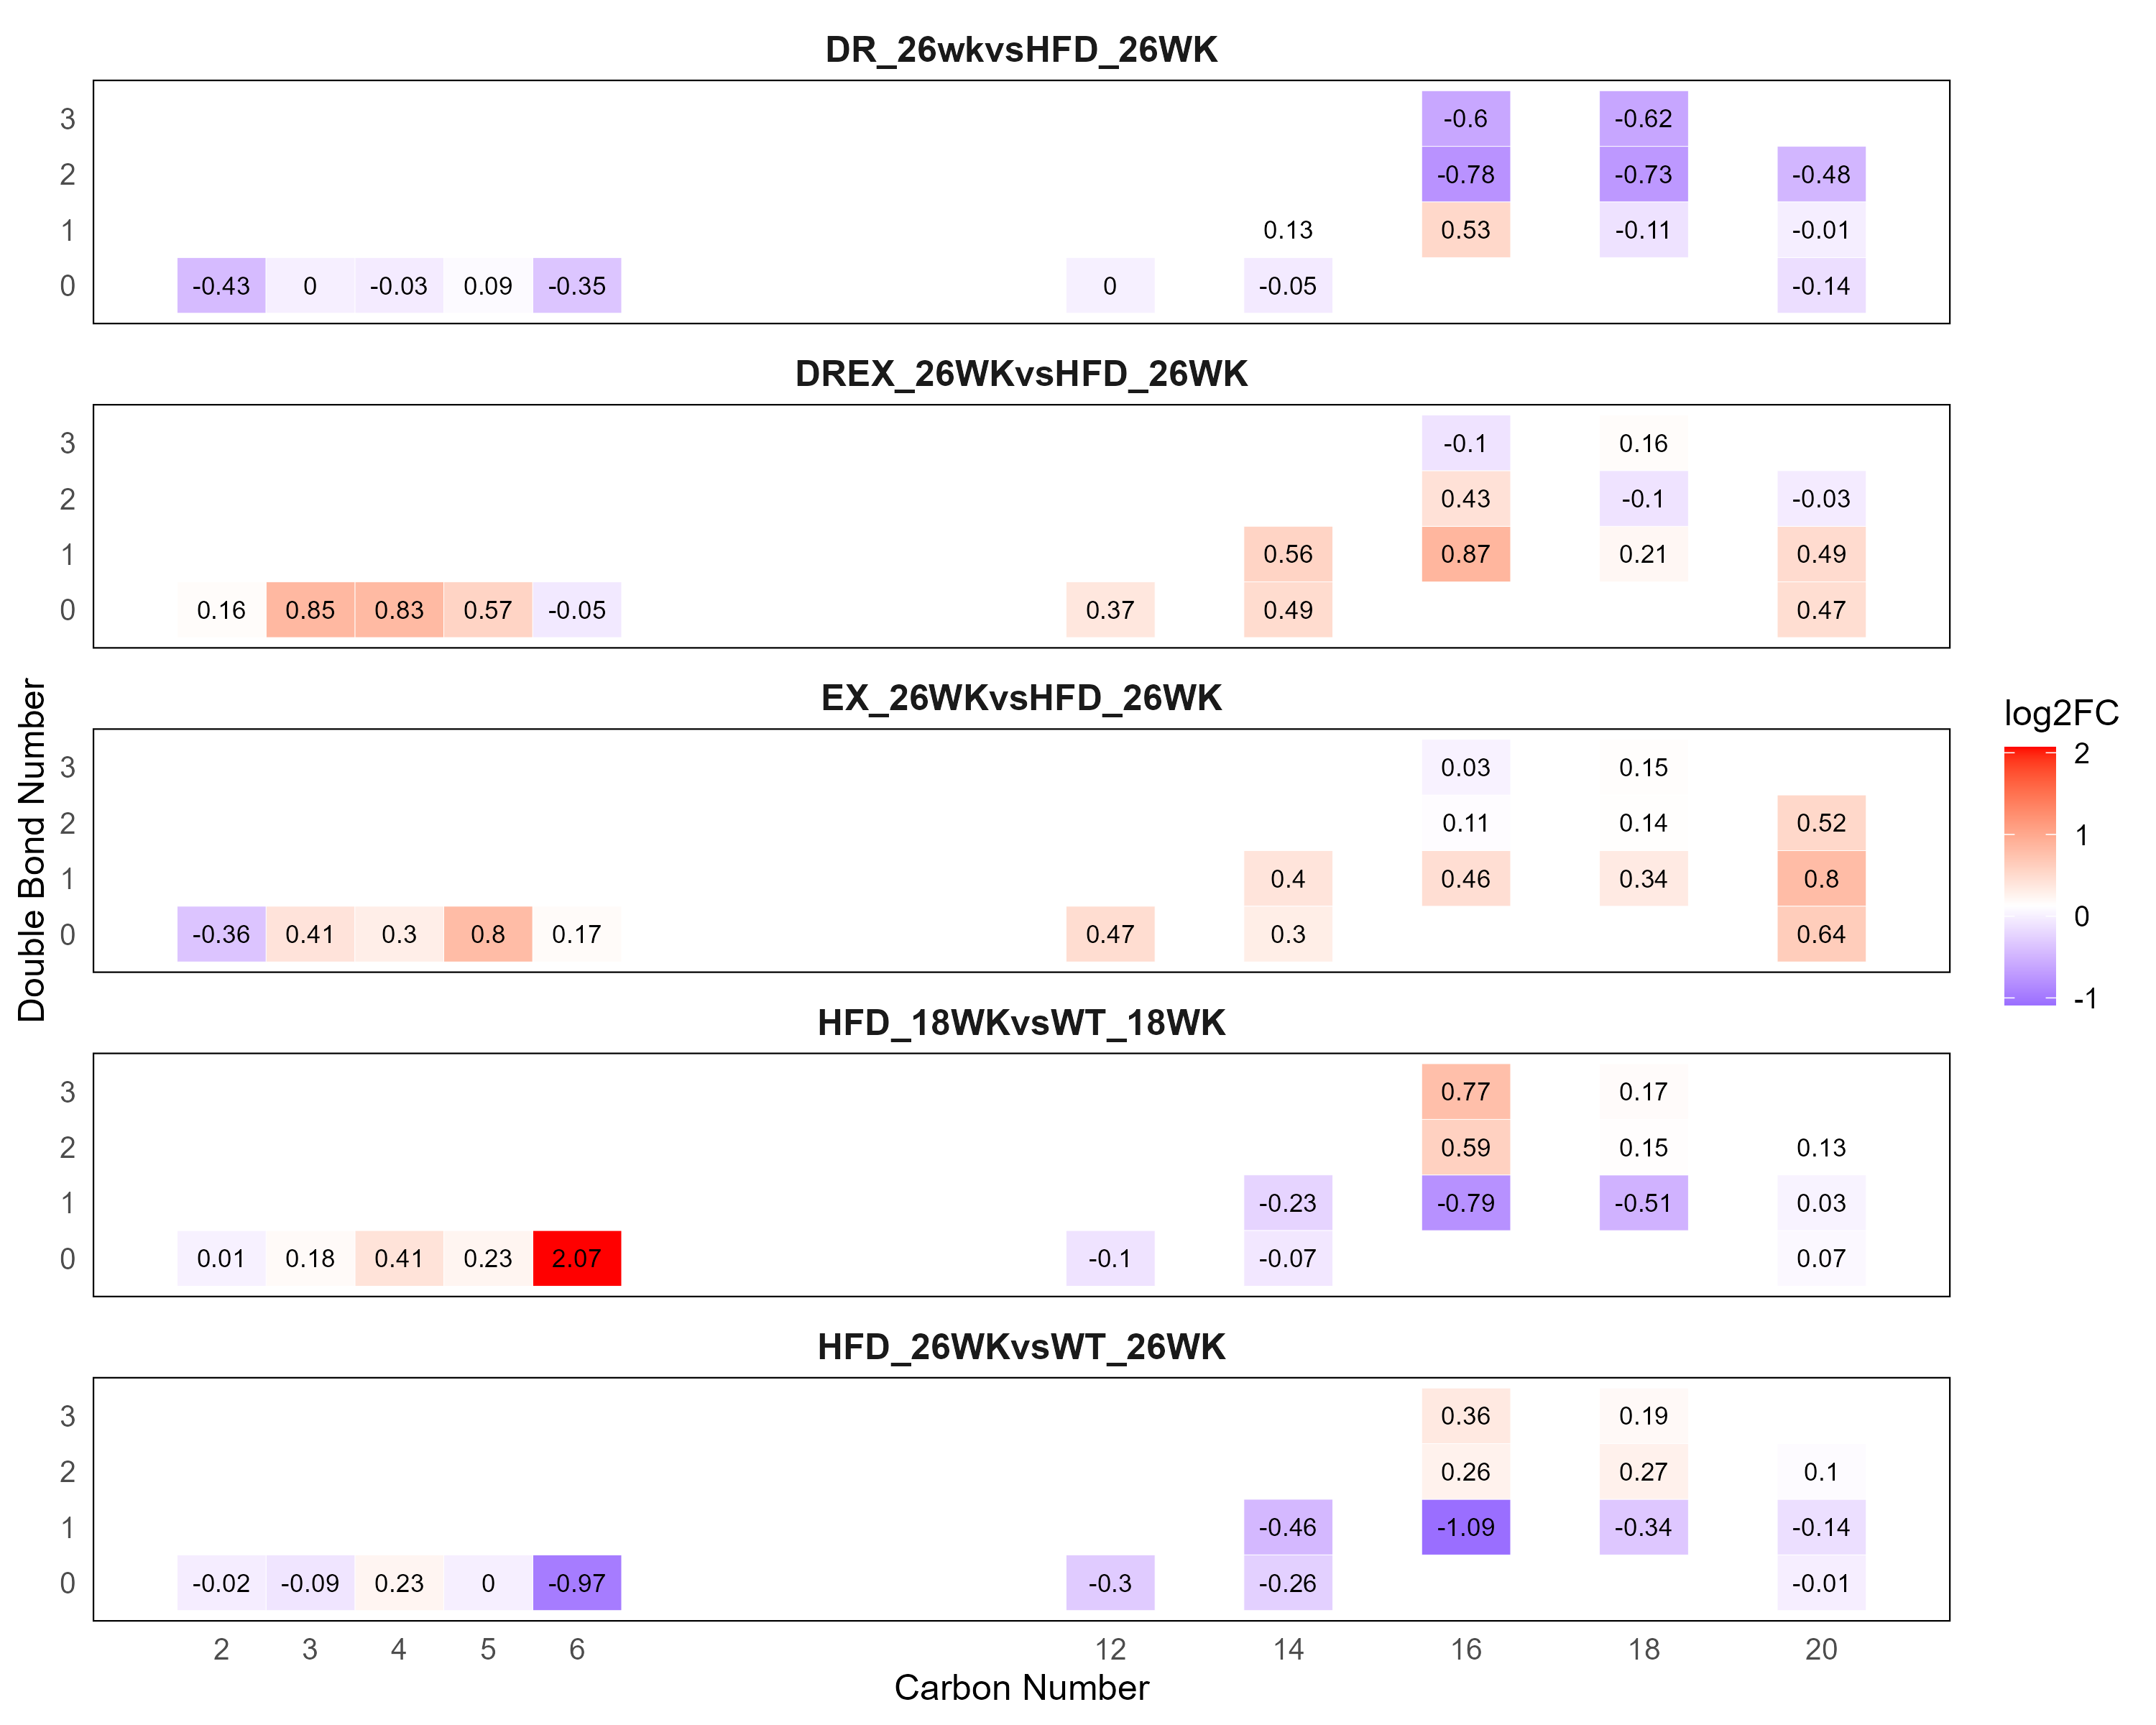 DR_26wkvsHFD_26WK
3 -0.6 -0.62
2 -0.78 -0.73 -0.48
1 0.13 0.53 -0.11 -0.01
0 -0.43 0 -0.03 0.09 -0.35 0 -0.05 -0.14
DREX_26WKvsHFD_26WK
3 -0.1 0.16
2 0.43 -0.1 -0.03
1 0.56 0.87 0.21 0.49
0 0.16 0.85 0.83 0.57 -0.05 0.37 0.49 0.47
EX_26WKvsHFD_26WK
3 0.03 0.15
2 0.11 0.14 0.52
1 0.4 0.46 0.34 0.8
0 -0.36 0.41 0.3 0.8 0.17 0.47 0.3 0.64
HFD_18WKvsWT_18WK
3 0.77 0.17
2 0.59 0.15 0.13
1 -0.23 -0.79 -0.51 0.03
0 0.01 0.18 0.41 0.23 2.07 -0.1 -0.07 0.07
HFD_26WKvsWT_26WK
3 0.36 0.19
2 0.26 0.27 0.1
1 -0.46 -1.09 -0.34 -0.14
0 -0.02 -0.09 0.23 0 -0.97 -0.3 -0.26 -0.01
2 3 4 5 6 12 14 16 18 20
Carbon Number
Double Bond Number
log2FC
2
1
0
-1